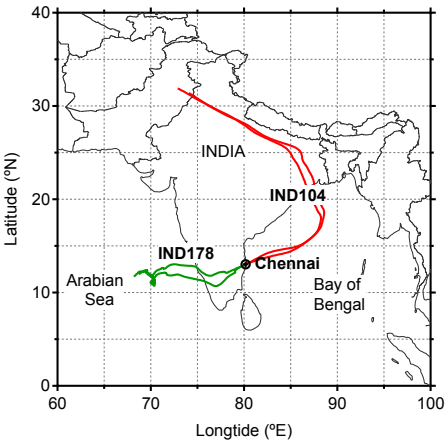 40
30
20
10
0
Latitude (ºN)
INDIA
IND104
IND178
Chennai
Arabian
Sea
Bay of
Bengal
60
70
80
90
100
Longtide (ºE)